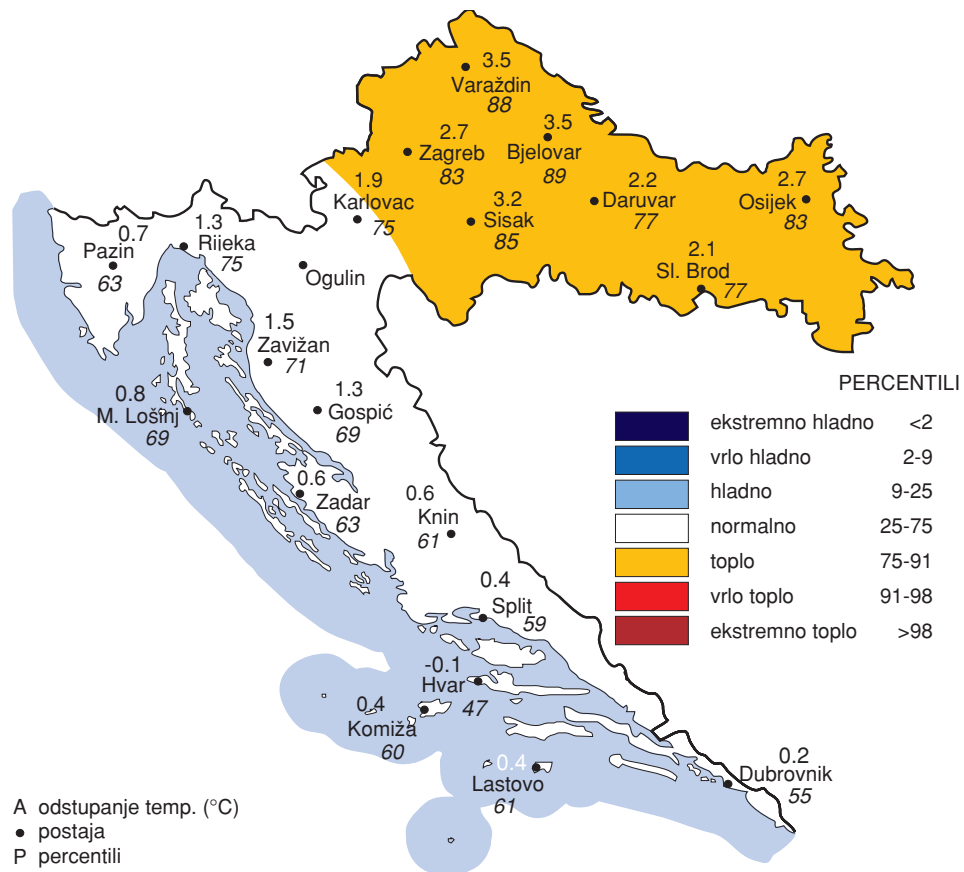 3.5
Varaždin
88
2.7
Zagreb
83
3.5
Bjelovar
89
1.9
Karlovac
75
3.2
Sisak
85
2.2
Daruvar
77
2.7
Osijek
83
2.1
Sl. Brod
77
0.7
Pazin
63
1.3
Rijeka
75
Ogulin
1.5
Zavižan
71
0.8
M. Lošinj
69
1.3
Gospić
69
0.6
Zadar
63
0.6
Knin
61
0.4
Split
59
-0.1
Hvar
47
0.4
Komiža
60
0.4
Lastovo
61
0.2
Dubrovnik
55
PERCENTILI
ekstremno hladno <2
vrlo hladno 2-9
hladno 9-25
normalno 25-75
toplo 75-91
vrlo toplo 91-98
ekstremno toplo >98
A odstupanje temp. (°C)
● postaja
P percentili